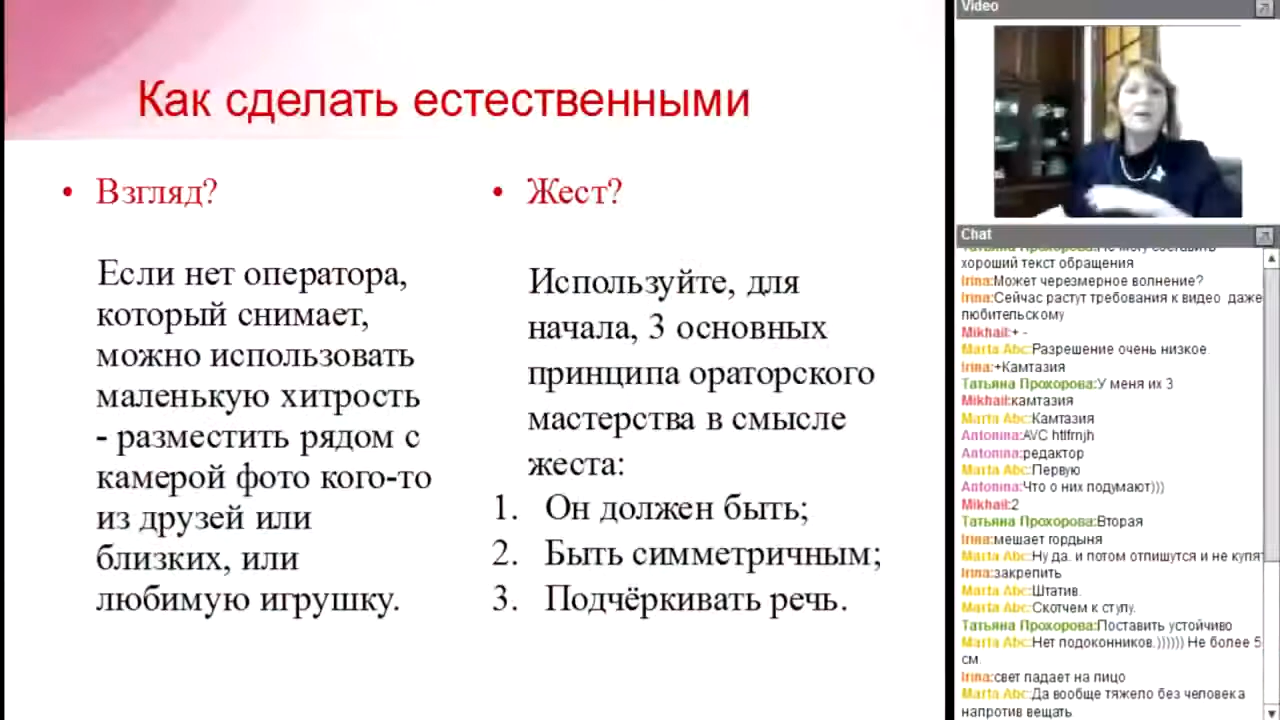 Как сделать естественными
• Взгляд?
Если нет оператора,
который снимает,
можно использовать
маленькую хитрость
- разместить рядом с
камерой фото кого-то
из друзей или
близких, или
любимую игрушку.
• Жест?
Используйте, для
начала, 3 основных
принципа ораторского
мастерства в смысле
жеста:
1. Он должен быть;
2. Быть симметричным;
3. Подчёркивать речь.
Video
Chat
Татьяна Прохорова:Не могу составить
хороший текст обращения
Irina:Может черезмерное волнение?
Irina:Сейчас растут требования к видео даже
любительскому
Mikhail:+ -
Marta Abc:Разрешение очень низкое.
Irina:+Камтазия
Татьяна Прохорова:У меня их 3
Mikhail:камтазия
Marta Abc:Камтазия
Antonina:AVC htlfrnjh
Antonina:редактор
Marta Abc:Первую
Antonina:Что о них подумают)))
Mikhail:2
Татьяна Прохорова:Вторая
Irina:мешает гордыня
Marta Abc:Ну да. и потом отпишутся и не купят
Irina:закрепить
Marta Abc:Штатив.
Marta Abc:Скотчем к стулу.
Татьяна Прохорова:Поставить устойчиво
Marta Abc:Нет подоконников.)))))) Не более 5
см.
Irina:свет падает на лицо
Marta Abc:Да вообще тяжело без человека
напротив вещать